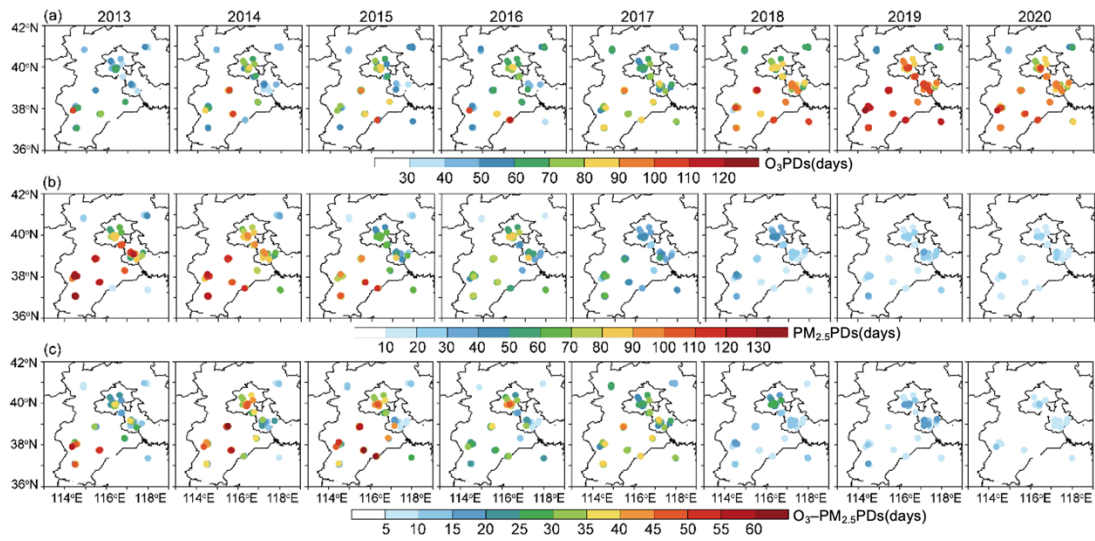 (a) 2013 2014 2015 2016 2017 2018 2019 2020
42°N
40°N
38°N
36°N
O₃PDs(days)
30 40 50 60 70 80 90 100 110 120
(b)
42°N
40°N
38°N
36°N
PM₂.₅PDs(days)
10 20 30 40 50 60 70 80 90 100 110 120 130
(c)
42°N
40°N
38°N
36°N
114°E 116°E 118°E 114°E 116°E 118°E 114°E 116°E 118°E 114°E 116°E 118°E 114°E 116°E 118°E 114°E 116°E 118°E 114°E 116°E 118°E 114°E 116°E 118°E
O₃–PM₂.₅PDs(days)
5 10 15 20 25 30 35 40 45 50 55 60